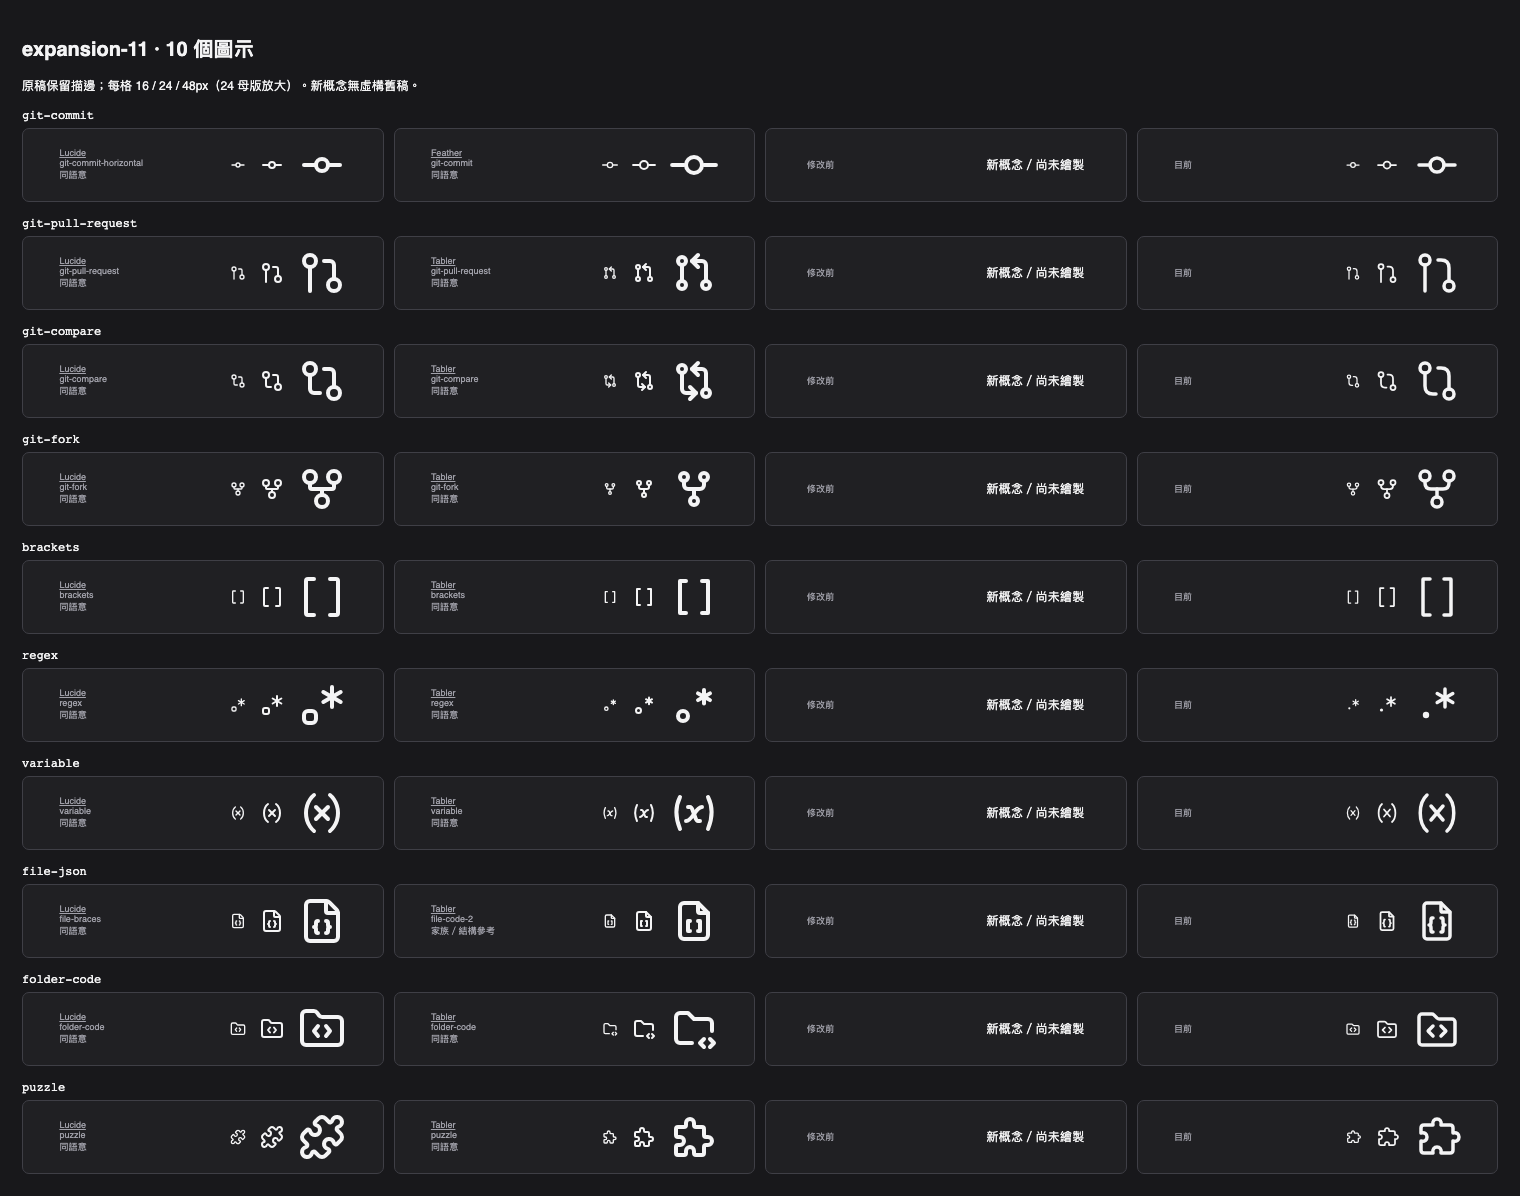 expansion-11 · 10 個圖示
原稿保留描邊；每格 16 / 24 / 48px（24 母版放大）。新概念無虛構舊稿。
git-commit
Lucide
git-commit-horizontal
同語意
Feather
git-commit
同語意
修改前
新概念 / 尚未繪製
目前
git-pull-request
Lucide
git-pull-request
同語意
Tabler
git-pull-request
同語意
修改前
新概念 / 尚未繪製
目前
git-compare
Lucide
git-compare
同語意
Tabler
git-compare
同語意
修改前
新概念 / 尚未繪製
目前
git-fork
Lucide
git-fork
同語意
Tabler
git-fork
同語意
修改前
新概念 / 尚未繪製
目前
brackets
Lucide
brackets
同語意
Tabler
brackets
同語意
修改前
新概念 / 尚未繪製
目前
regex
Lucide
regex
同語意
Tabler
regex
同語意
修改前
新概念 / 尚未繪製
目前
variable
Lucide
variable
同語意
Tabler
variable
同語意
修改前
新概念 / 尚未繪製
目前
file-json
Lucide
file-braces
同語意
Tabler
file-code-2
家族 / 結構參考
修改前
新概念 / 尚未繪製
目前
folder-code
Lucide
folder-code
同語意
Tabler
folder-code
同語意
修改前
新概念 / 尚未繪製
目前
puzzle
Lucide
puzzle
同語意
Tabler
puzzle
同語意
修改前
新概念 / 尚未繪製
目前